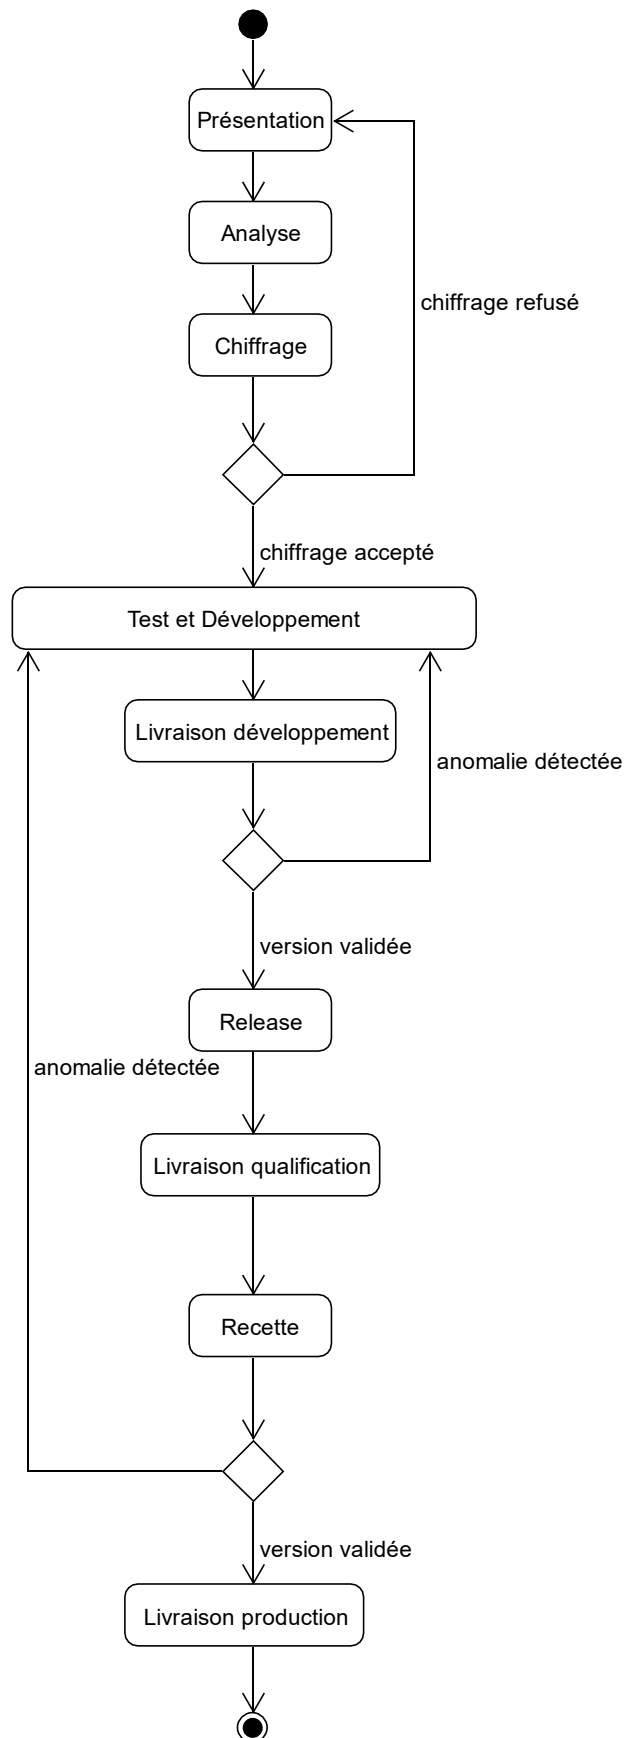 Présentation
Analyse
chiffrage refusé
Chiffrage
chiffrage accepté
Test et Développement
Livraison développement
anomalie détectée
version validée
Release
anomalie détectée
Livraison qualification
Recette
version validée
Livraison production